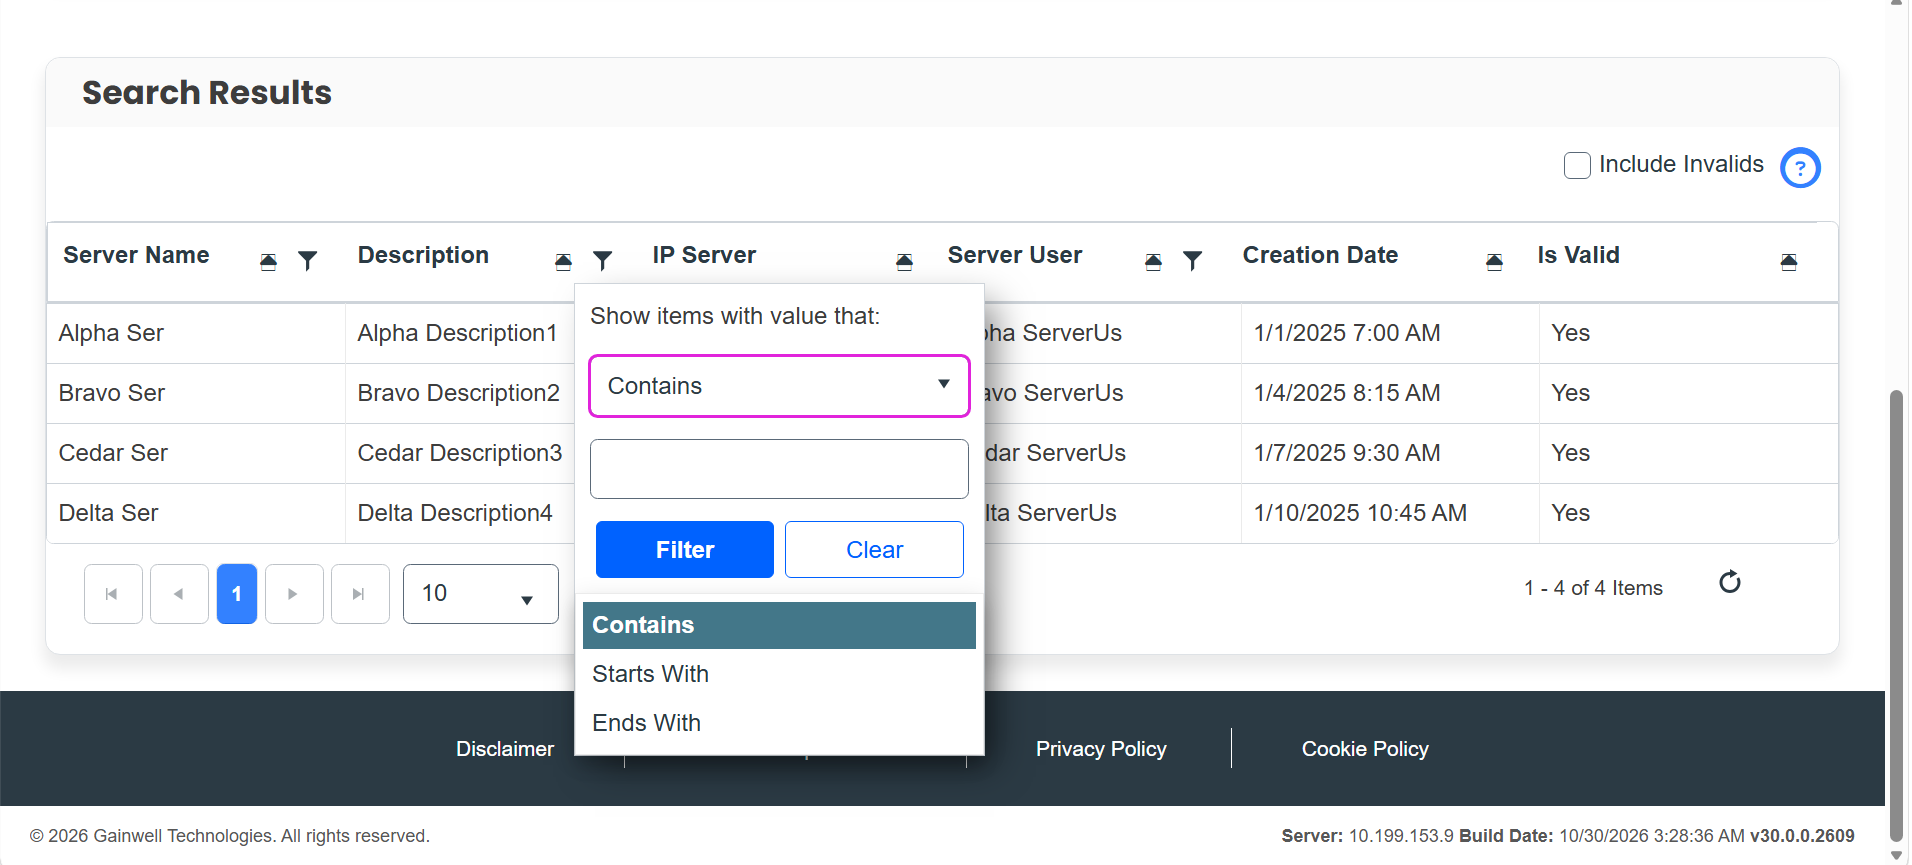 Search Results
Include Invalids
?
Server Name Description IP Server Server User Creation Date Is Valid
Show items with value that:
Contains
Alpha Ser Alpha Description1 ServerUs 1/1/2025 7:00 AM Yes
Bravo Ser Bravo Description2 ServerUs 1/4/2025 8:15 AM Yes
Cedar Ser Cedar Description3 ServerUs 1/7/2025 9:30 AM Yes
Delta Ser Delta Description4 ServerUs 1/10/2025 10:45 AM Yes
Filter Clear
1 10
1 - 4 of 4 Items
Contains
Starts With
Ends With
Disclaimer Privacy Policy Cookie Policy
© 2026 Gainwell Technologies. All rights reserved.
Server: 10.199.153.9 Build Date: 10/30/2026 3:28:36 AM v30.0.0.2609